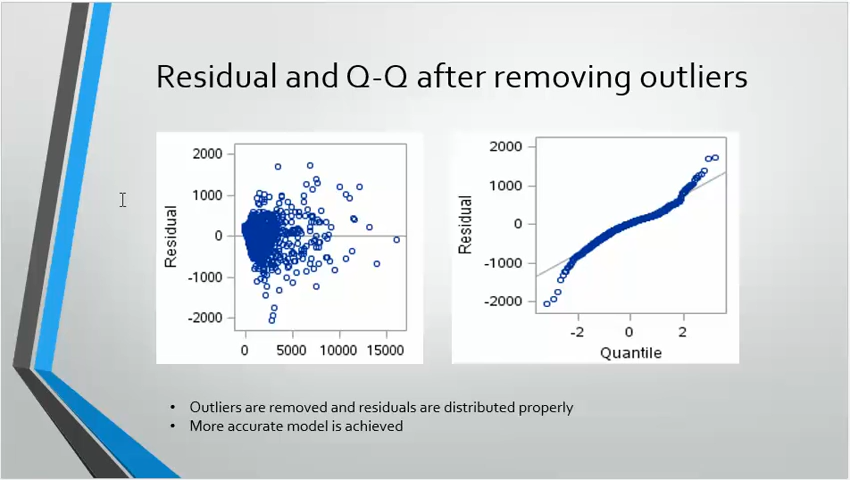 Residual and Q-Q after removing outliers
2000
1000
0
-1000
-2000
Residual
0 5000 10000 15000
2000
1000
0
-1000
-2000
Residual
-2 0 2
Quantile
• Outliers are removed and residuals are distributed properly
• More accurate model is achieved